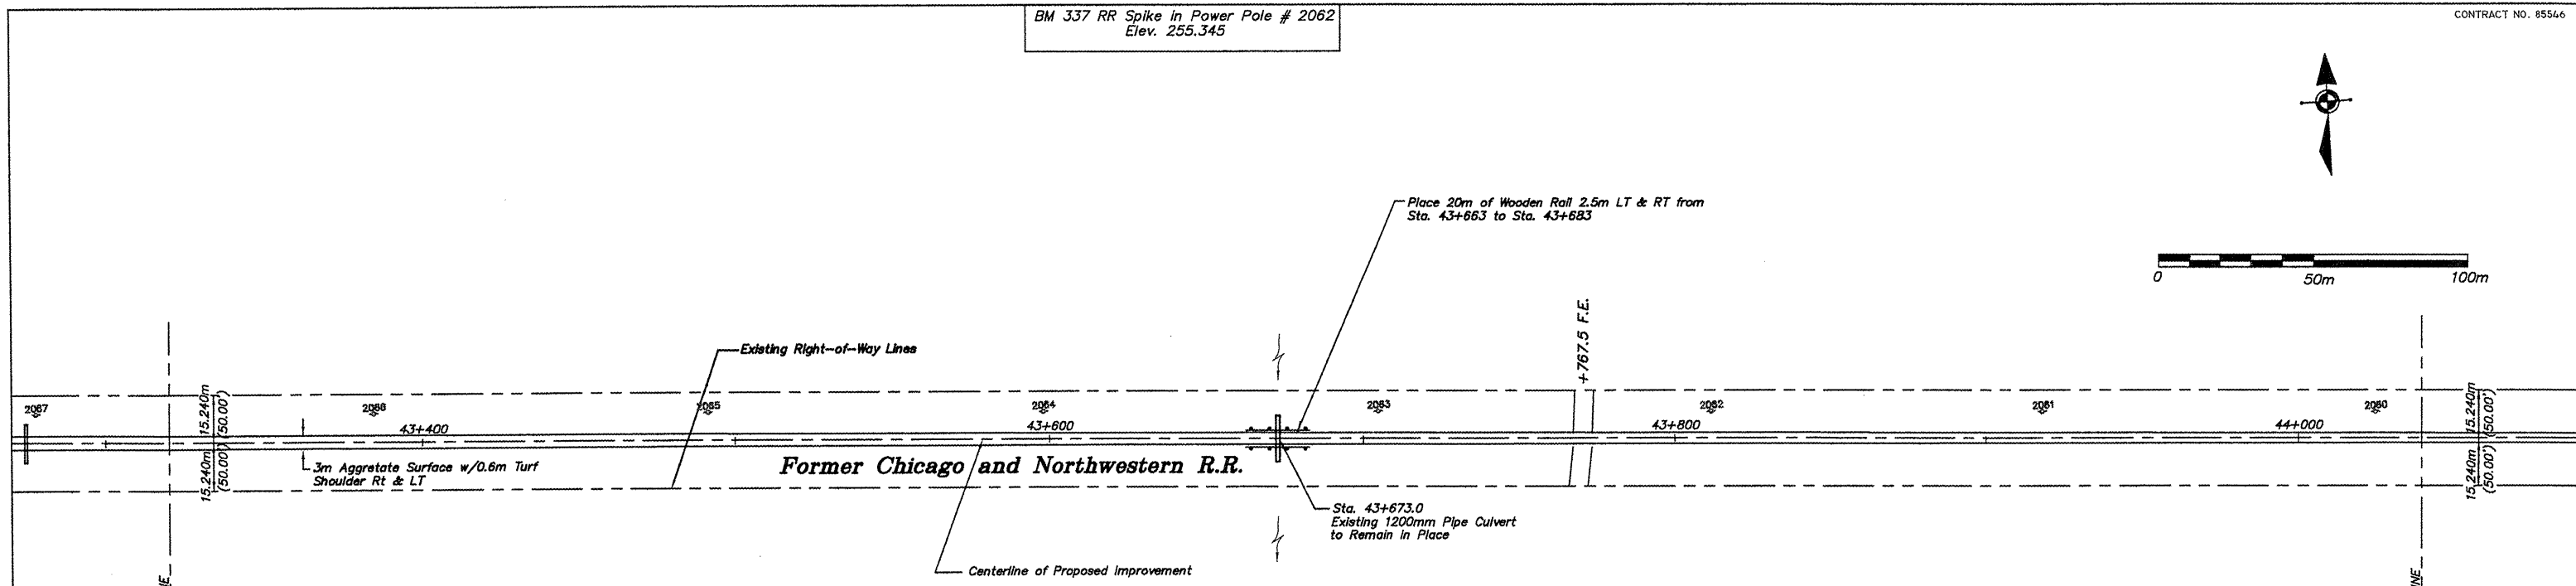 BM 337 RR Spike in Power Pole # 2062
Elev. 255.345
CONTRACT NO. 85546
Place 20m of Wooden Rail 2.5m LT & RT from
Sta. 43+663 to Sta. 43+683
0 50m 100m
+767.5 F.E.
Existing Right-of-Way Lines
2067
2066
2065
2064
2063
2062
2061
2060
15.240m
(50.00')
15.240m
(50.00')
43+400
43+600
43+800
44+000
15.240m
(50.00')
15.240m
(50.00')
3m Aggretate Surface w/0.6m Turf
Shoulder Rt & LT
Former Chicago and Northwestern R.R.
Sta. 43+673.0
Existing 1200mm Pipe Culvert
to Remain in Place
Centerline of Proposed Improvement